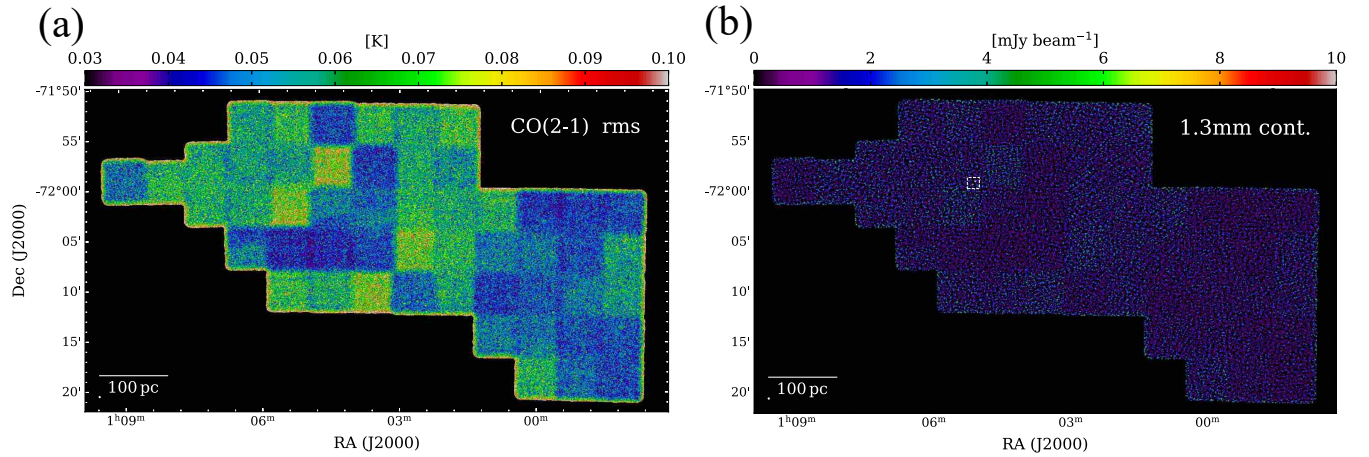 (a)
[K]
0.03 0.04 0.05 0.06 0.07 0.08 0.09 0.10
CO(2-1) rms
-71°50'
55'
-72°00'
05'
10'
15'
20'
Dec (J2000)
100 pc
1ʰ09ᵐ 06ᵐ 03ᵐ 00ᵐ
RA (J2000)
(b)
[mJy beam⁻¹]
0 2 4 6 8 10
1.3mm cont.
-71°50'
55'
-72°00'
05'
10'
15'
20'
100 pc
1ʰ09ᵐ 06ᵐ 03ᵐ 00ᵐ
RA (J2000)